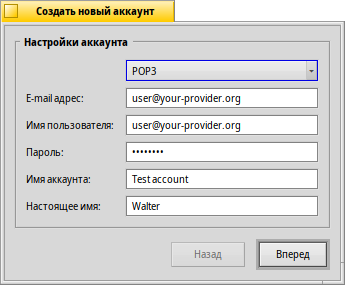 Создать новый аккаунт
Настройки аккаунта
POP3
E-mail адрес: user@your-provider.org
Имя пользователя: user@your-provider.org
Пароль: ••••••••
Имя аккаунта: Test account
Настоящее имя: Walter
Назад Вперед